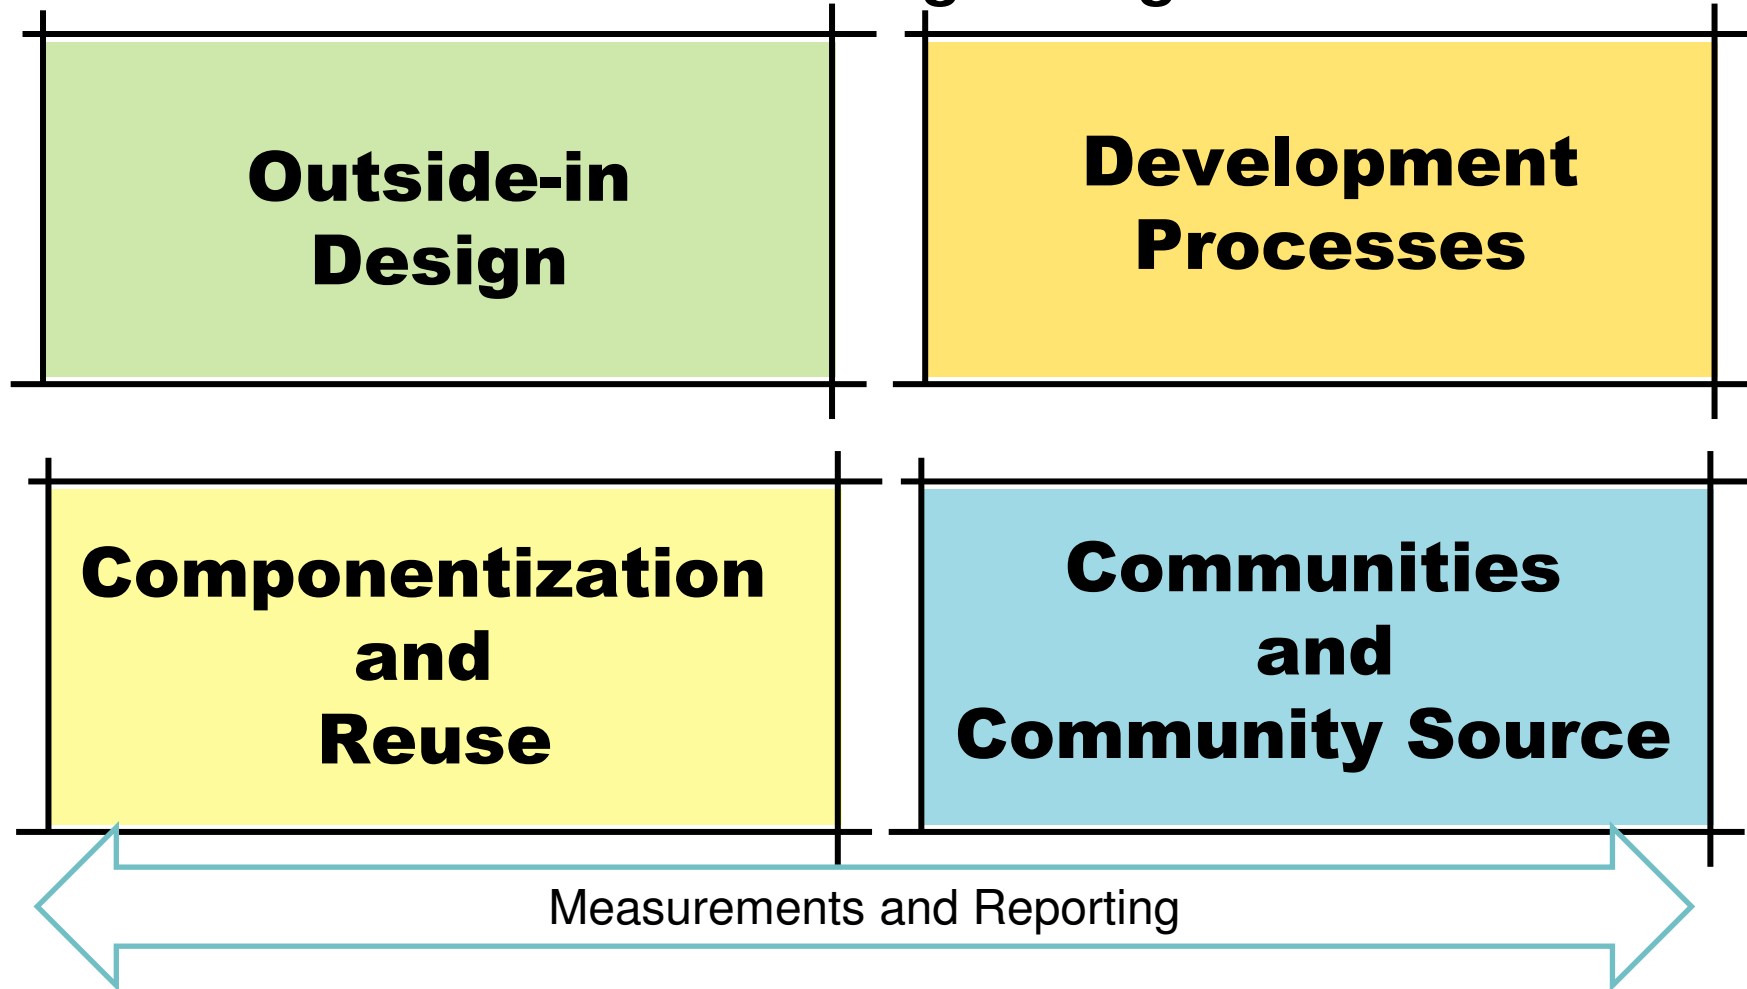 Outside-in
Design
Development
Processes
Componentization
and
Reuse
Communities
and
Community Source
Measurements and Reporting